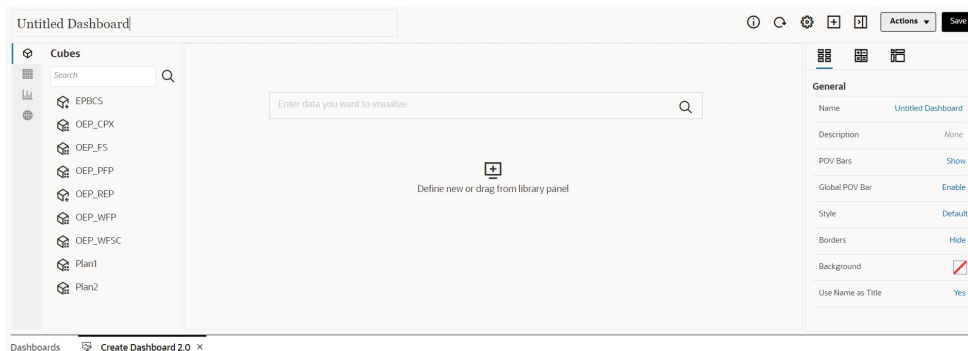 Untitled Dashboard
Actions
Save
Cubes
Search
EPBCS
OEP_CPX
OEP_FS
OEP_PFP
OEP_REP
OEP_WFP
OEP_WFSC
Plan1
Plan2
Enter data you want to visualize
Define new or drag from library panel
General
Name Untitled Dashboard
Description None
POV Bars Show
Global POV Bar Enable
Style Default
Borders Hide
Background
Use Name as Title Yes
Dashboards Create Dashboard 2.0 ×